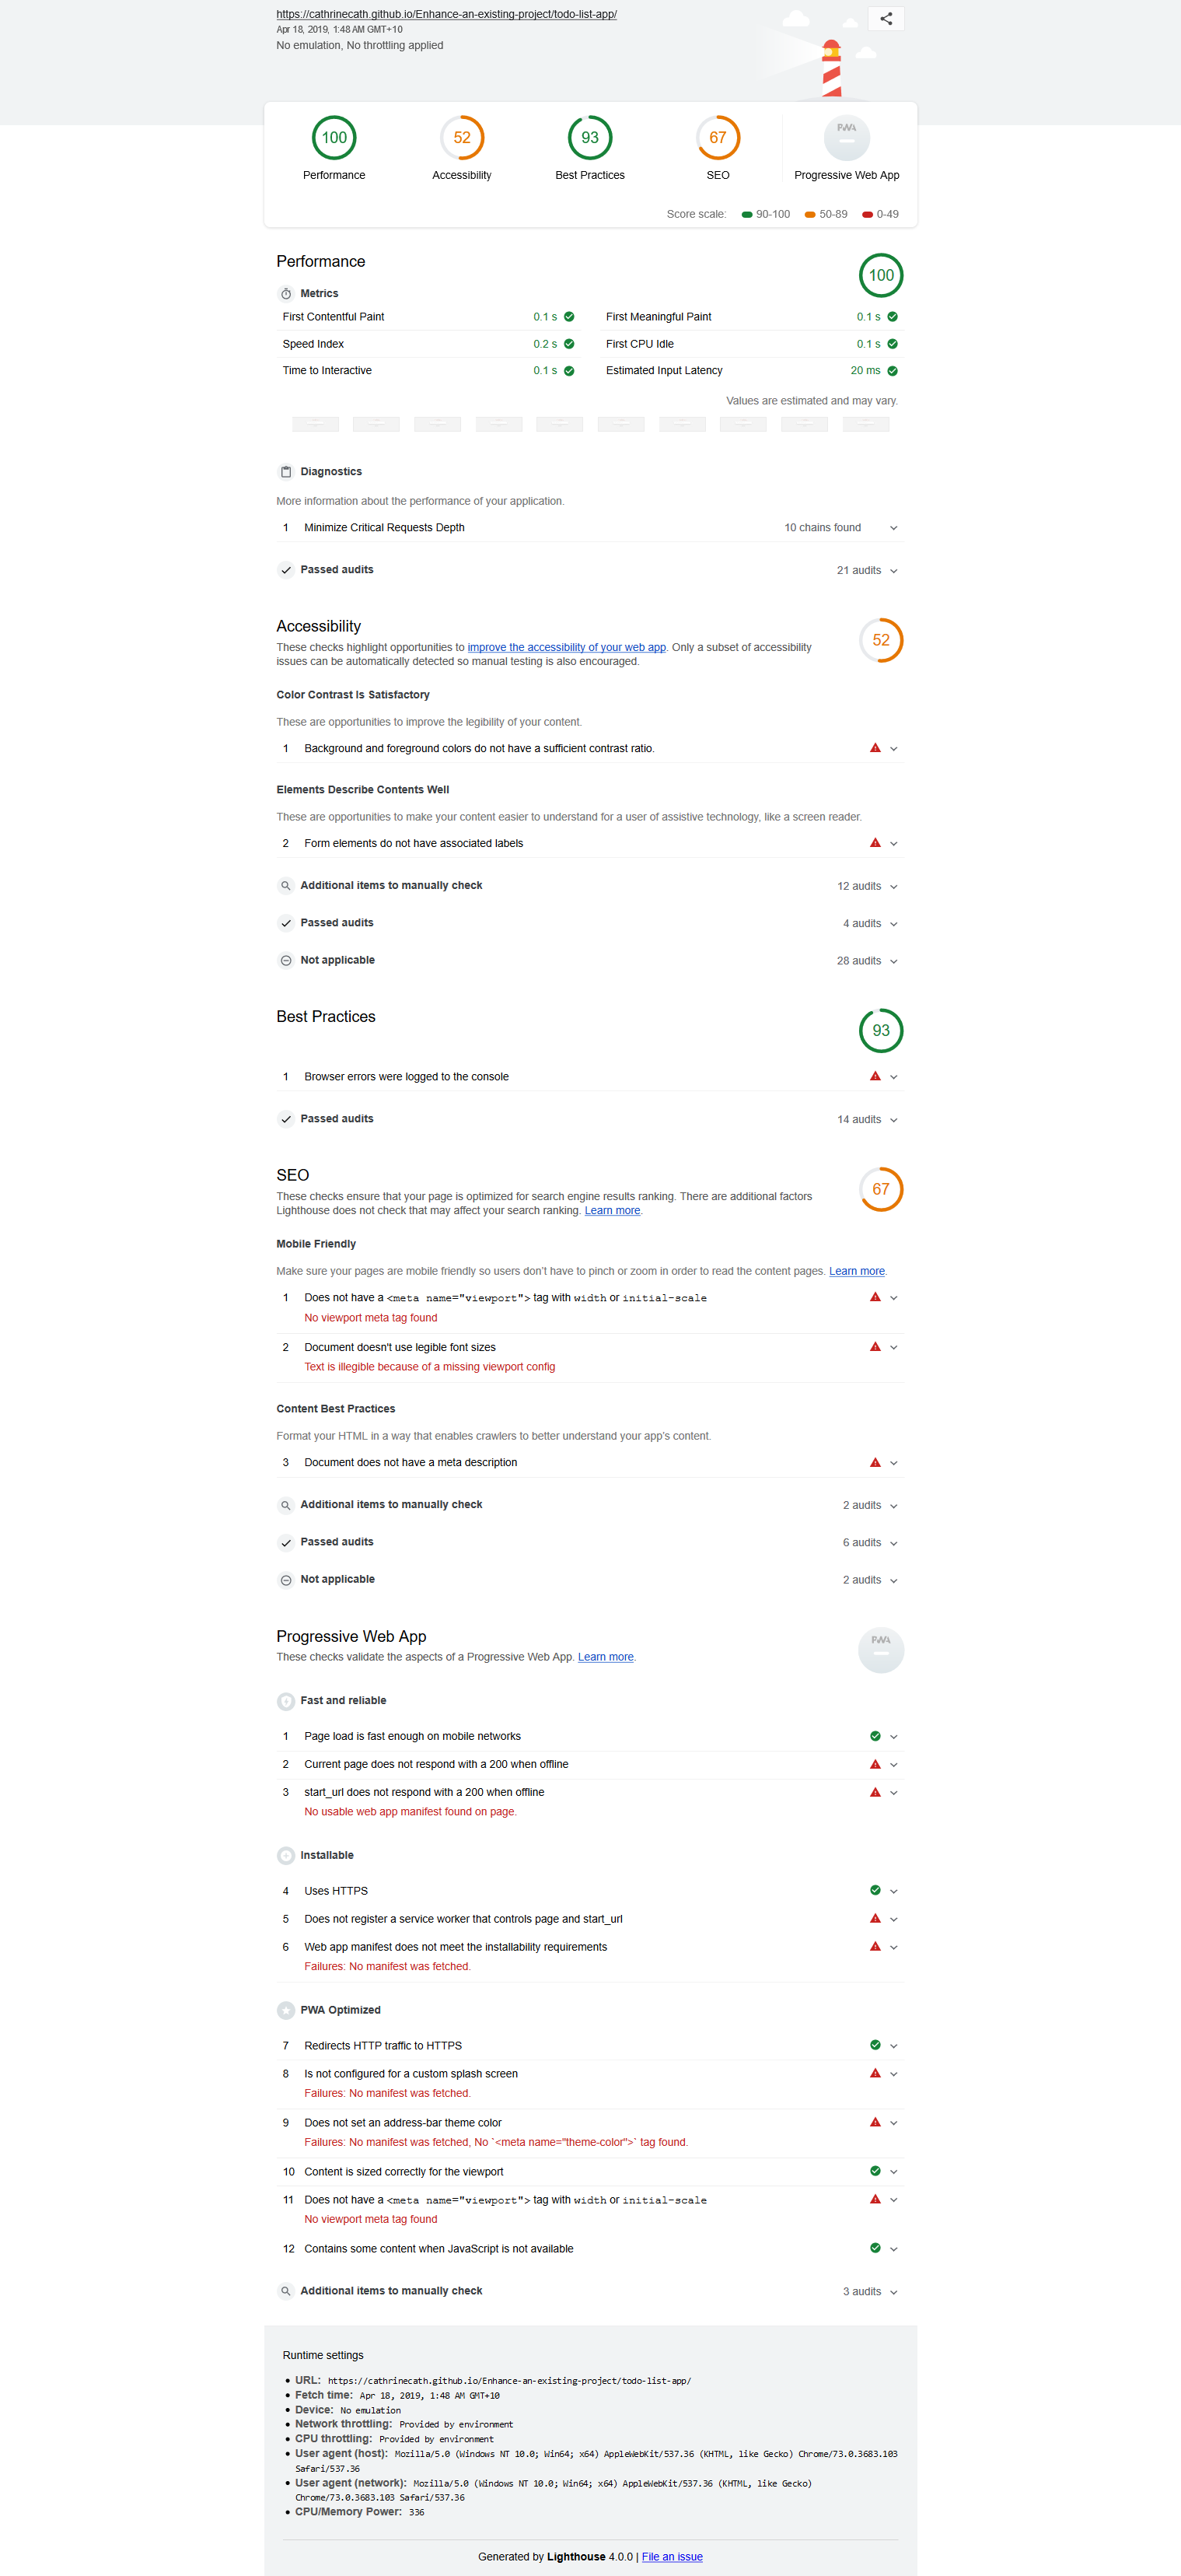 https://cathrinecath.github.io/Enhance-an-existing-project/todo-list-app/
Apr 18, 2019, 1:48 AM GMT+10
No emulation, No throttling applied
100
Performance
52
Accessibility
93
Best Practices
67
SEO
PWA
Progressive Web App
Score scale: 90-100 50-89 0-49
Performance
100
Metrics
First Contentful Paint 0.1 s
First Meaningful Paint 0.1 s
Speed Index 0.2 s
First CPU Idle 0.1 s
Time to Interactive 0.1 s
Estimated Input Latency 20 ms
Values are estimated and may vary.
Diagnostics
More information about the performance of your application.
1 Minimize Critical Requests Depth 10 chains found
Passed audits 21 audits
Accessibility
52
These checks highlight opportunities to improve the accessibility of your web app. Only a subset of accessibility
issues can be automatically detected so manual testing is also encouraged.
Color Contrast Is Satisfactory
These are opportunities to improve the legibility of your content.
1 Background and foreground colors do not have a sufficient contrast ratio.
Elements Describe Contents Well
These are opportunities to make your content easier to understand for a user of assistive technology, like a screen reader.
2 Form elements do not have associated labels
Additional items to manually check 12 audits
Passed audits 4 audits
Not applicable 28 audits
Best Practices
93
1 Browser errors were logged to the console
Passed audits 14 audits
SEO
67
These checks ensure that your page is optimized for search engine results ranking. There are additional factors
Lighthouse does not check that may affect your search ranking. Learn more.
Mobile Friendly
Make sure your pages are mobile friendly so users don't have to pinch or zoom in order to read the content pages. Learn more.
1 Does not have a <meta name="viewport"> tag with width or initial-scale
No viewport meta tag found
2 Document doesn't use legible font sizes
Text is illegible because of a missing viewport config
Content Best Practices
Format your HTML in a way that enables crawlers to better understand your app's content.
3 Document does not have a meta description
Additional items to manually check 2 audits
Passed audits 6 audits
Not applicable 2 audits
Progressive Web App
PWA
These checks validate the aspects of a Progressive Web App. Learn more.
Fast and reliable
1 Page load is fast enough on mobile networks
2 Current page does not respond with a 200 when offline
3 start_url does not respond with a 200 when offline
No usable web app manifest found on page.
Installable
4 Uses HTTPS
5 Does not register a service worker that controls page and start_url
6 Web app manifest does not meet the installability requirements
Failures: No manifest was fetched.
PWA Optimized
7 Redirects HTTP traffic to HTTPS
8 Is not configured for a custom splash screen
Failures: No manifest was fetched.
9 Does not set an address-bar theme color
Failures: No manifest was fetched, No `<meta name="theme-color">` tag found.
10 Content is sized correctly for the viewport
11 Does not have a <meta name="viewport"> tag with width or initial-scale
No viewport meta tag found
12 Contains some content when JavaScript is not available
Additional items to manually check 3 audits
Runtime settings
• URL: https://cathrinecath.github.io/Enhance-an-existing-project/todo-list-app/
• Fetch time: Apr 18, 2019, 1:48 AM GMT+10
• Device: No emulation
• Network throttling: Provided by environment
• CPU throttling: Provided by environment
• User agent (host): Mozilla/5.0 (Windows NT 10.0; Win64; x64) AppleWebKit/537.36 (KHTML, like Gecko) Chrome/73.0.3683.103
Safari/537.36
• User agent (network): Mozilla/5.0 (Windows NT 10.0; Win64; x64) AppleWebKit/537.36 (KHTML, like Gecko)
Chrome/73.0.3683.103 Safari/537.36
• CPU/Memory Power: 336
Generated by Lighthouse 4.0.0 | File an issue